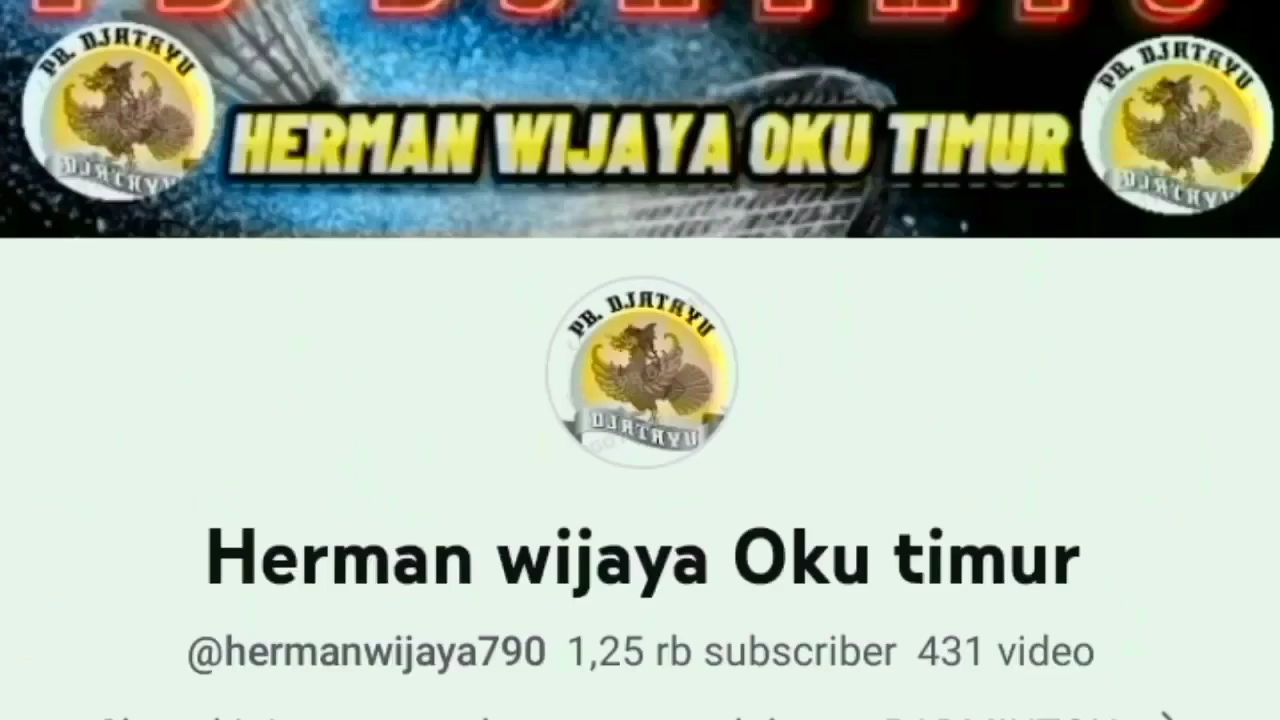 PB. DJATAYU
DJATAYU
HERMAN WIJAYA OKU TIMUR
PB. DJATAYU
DJATAYU
PB. DJATAYU
DJATAYU
Herman wijaya Oku timur
@hermanwijaya790 1,25 rb subscriber 431 video